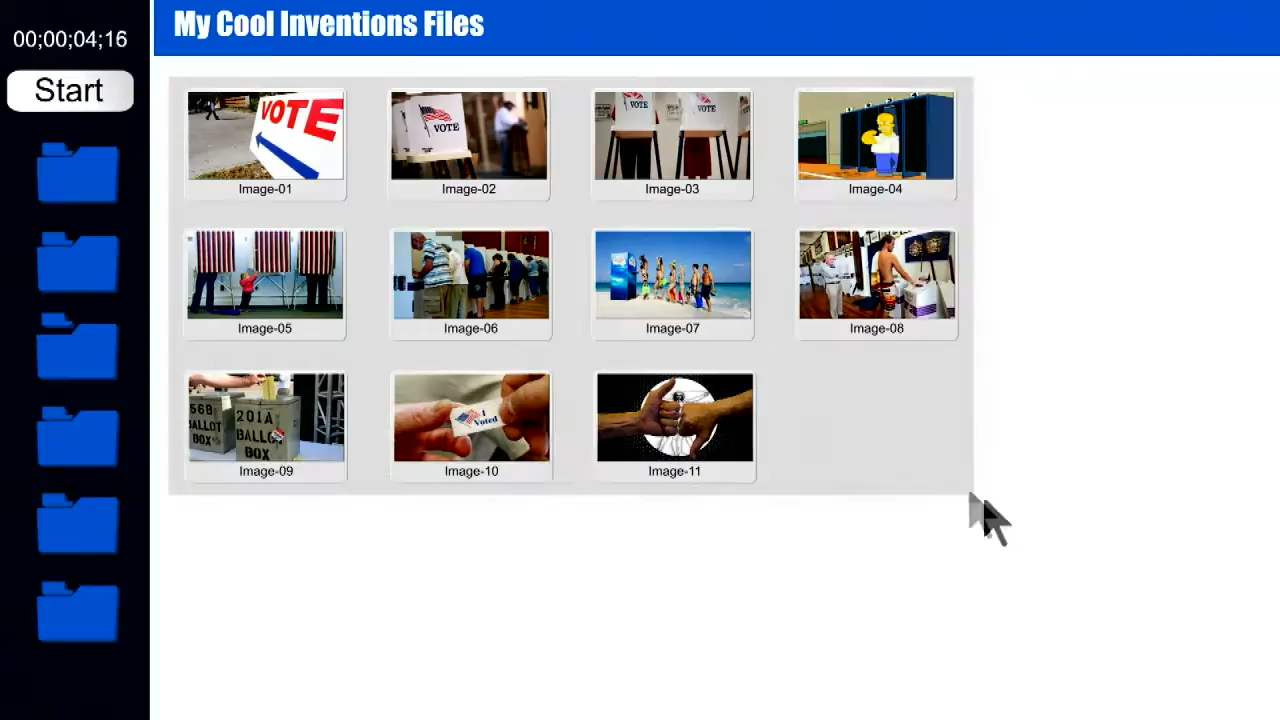 My Cool Inventions Files
00;00;04;16
Start
VOTE
VOTE
VOTE
VOTE
Image-01
Image-02
Image-03
Image-04
Image-05
Image-06
Image-07
Image-08
56B
BALLOT
BOX
201A
BALLO
BOX
I
Voted
Image-09
Image-10
Image-11